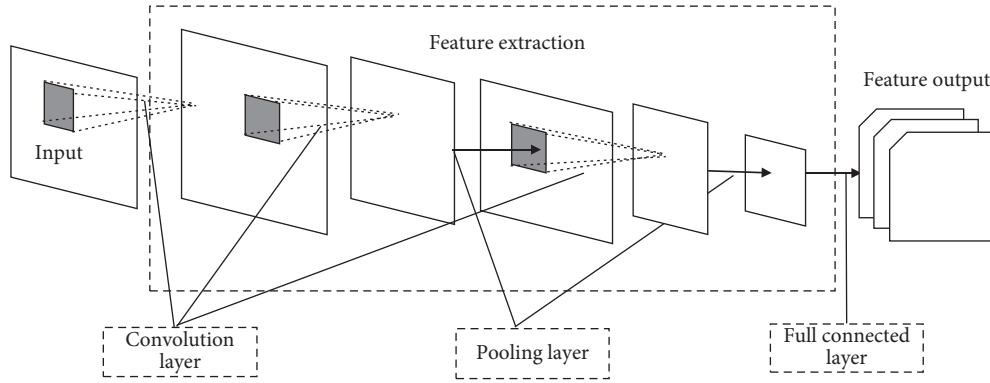 Feature extraction
Feature output
Input
Convolution
layer
Pooling layer
Full connected
layer